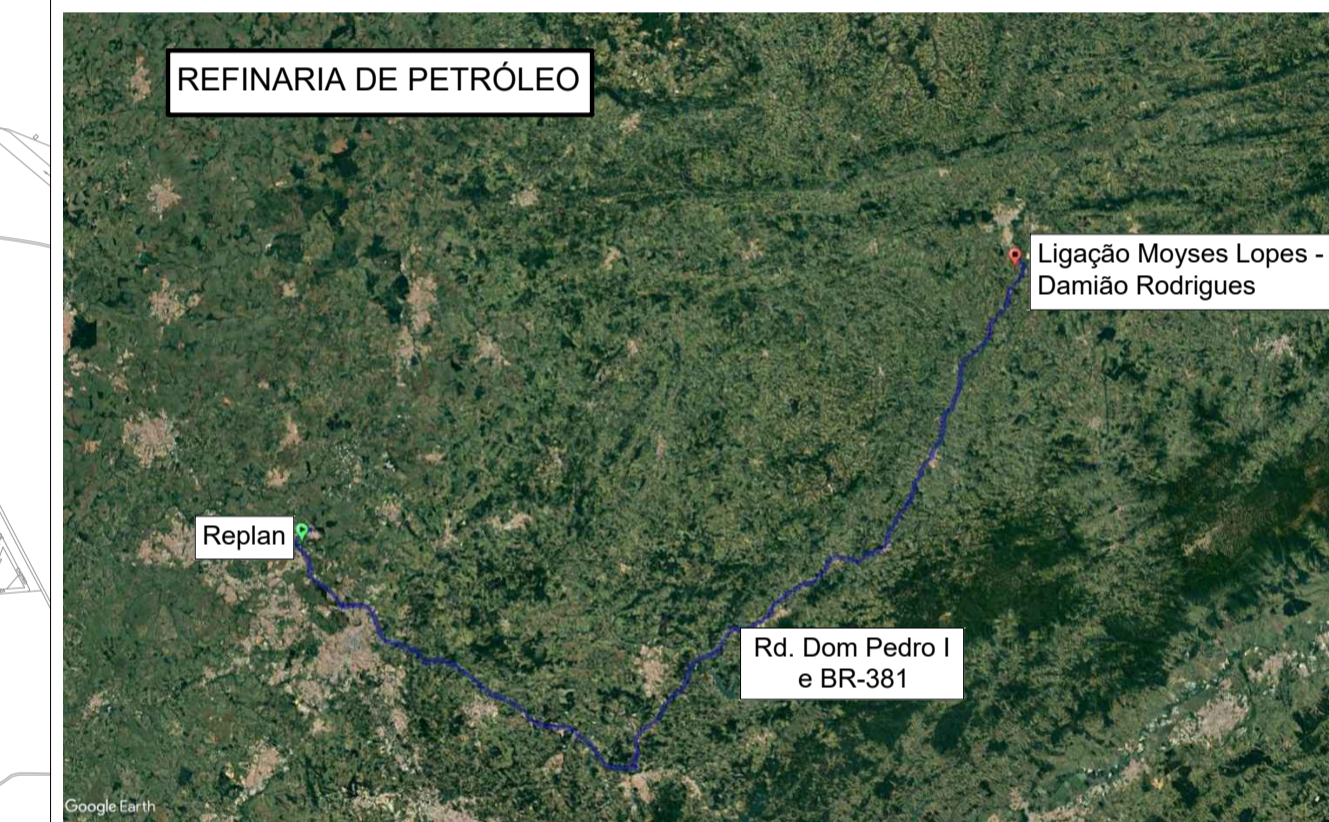 REFINARIA DE PETRÓLEO
Ligação Moyses Lopes -
Damião Rodrigues
Replan
Rd. Dom Pedro I
e BR-381
Google Earth